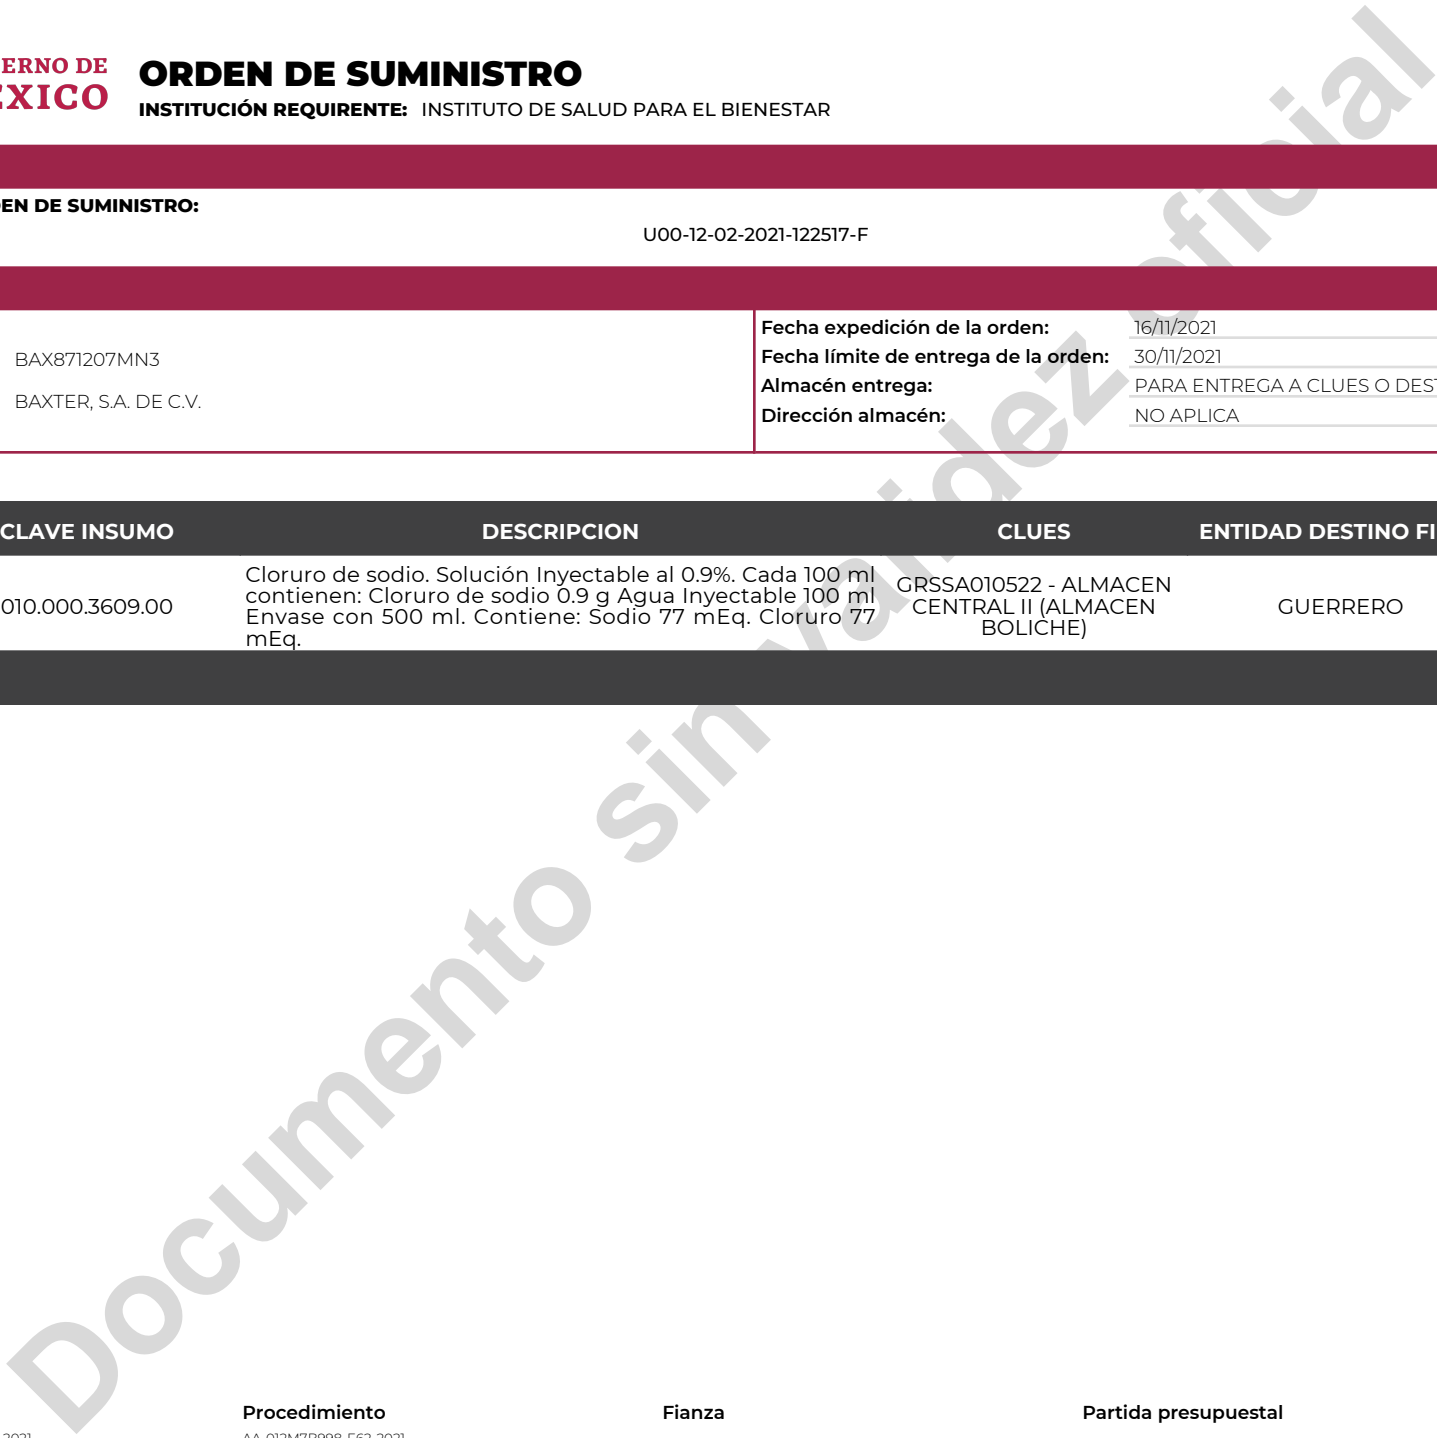 ERNO DE
ÉXICO
ORDEN DE SUMINISTRO
INSTITUCIÓN REQUIRENTE: INSTITUTO DE SALUD PARA EL BIENESTAR
EN DE SUMINISTRO:
U00-12-02-2021-122517-F
BAX871207MN3
BAXTER, S.A. DE C.V.
Fecha expedición de la orden: 16/11/2021
Fecha límite de entrega de la orden: 30/11/2021
Almacén entrega: PARA ENTREGA A CLUES O DEST
Dirección almacén: NO APLICA
CLAVE INSUMO DESCRIPCION CLUES ENTIDAD DESTINO FI
010.000.3609.00
Cloruro de sodio. Solución Inyectable al 0.9%. Cada 100 ml
contienen: Cloruro de sodio 0.9 g Agua Inyectable 100 ml
Envase con 500 ml. Contiene: Sodio 77 mEq. Cloruro 77
mEq.
GRSSA010522 - ALMACEN
CENTRAL II (ALMACEN
BOLICHE)
GUERRERO
Documento sin validez oficial
Procedimiento Fianza Partida presupuestal